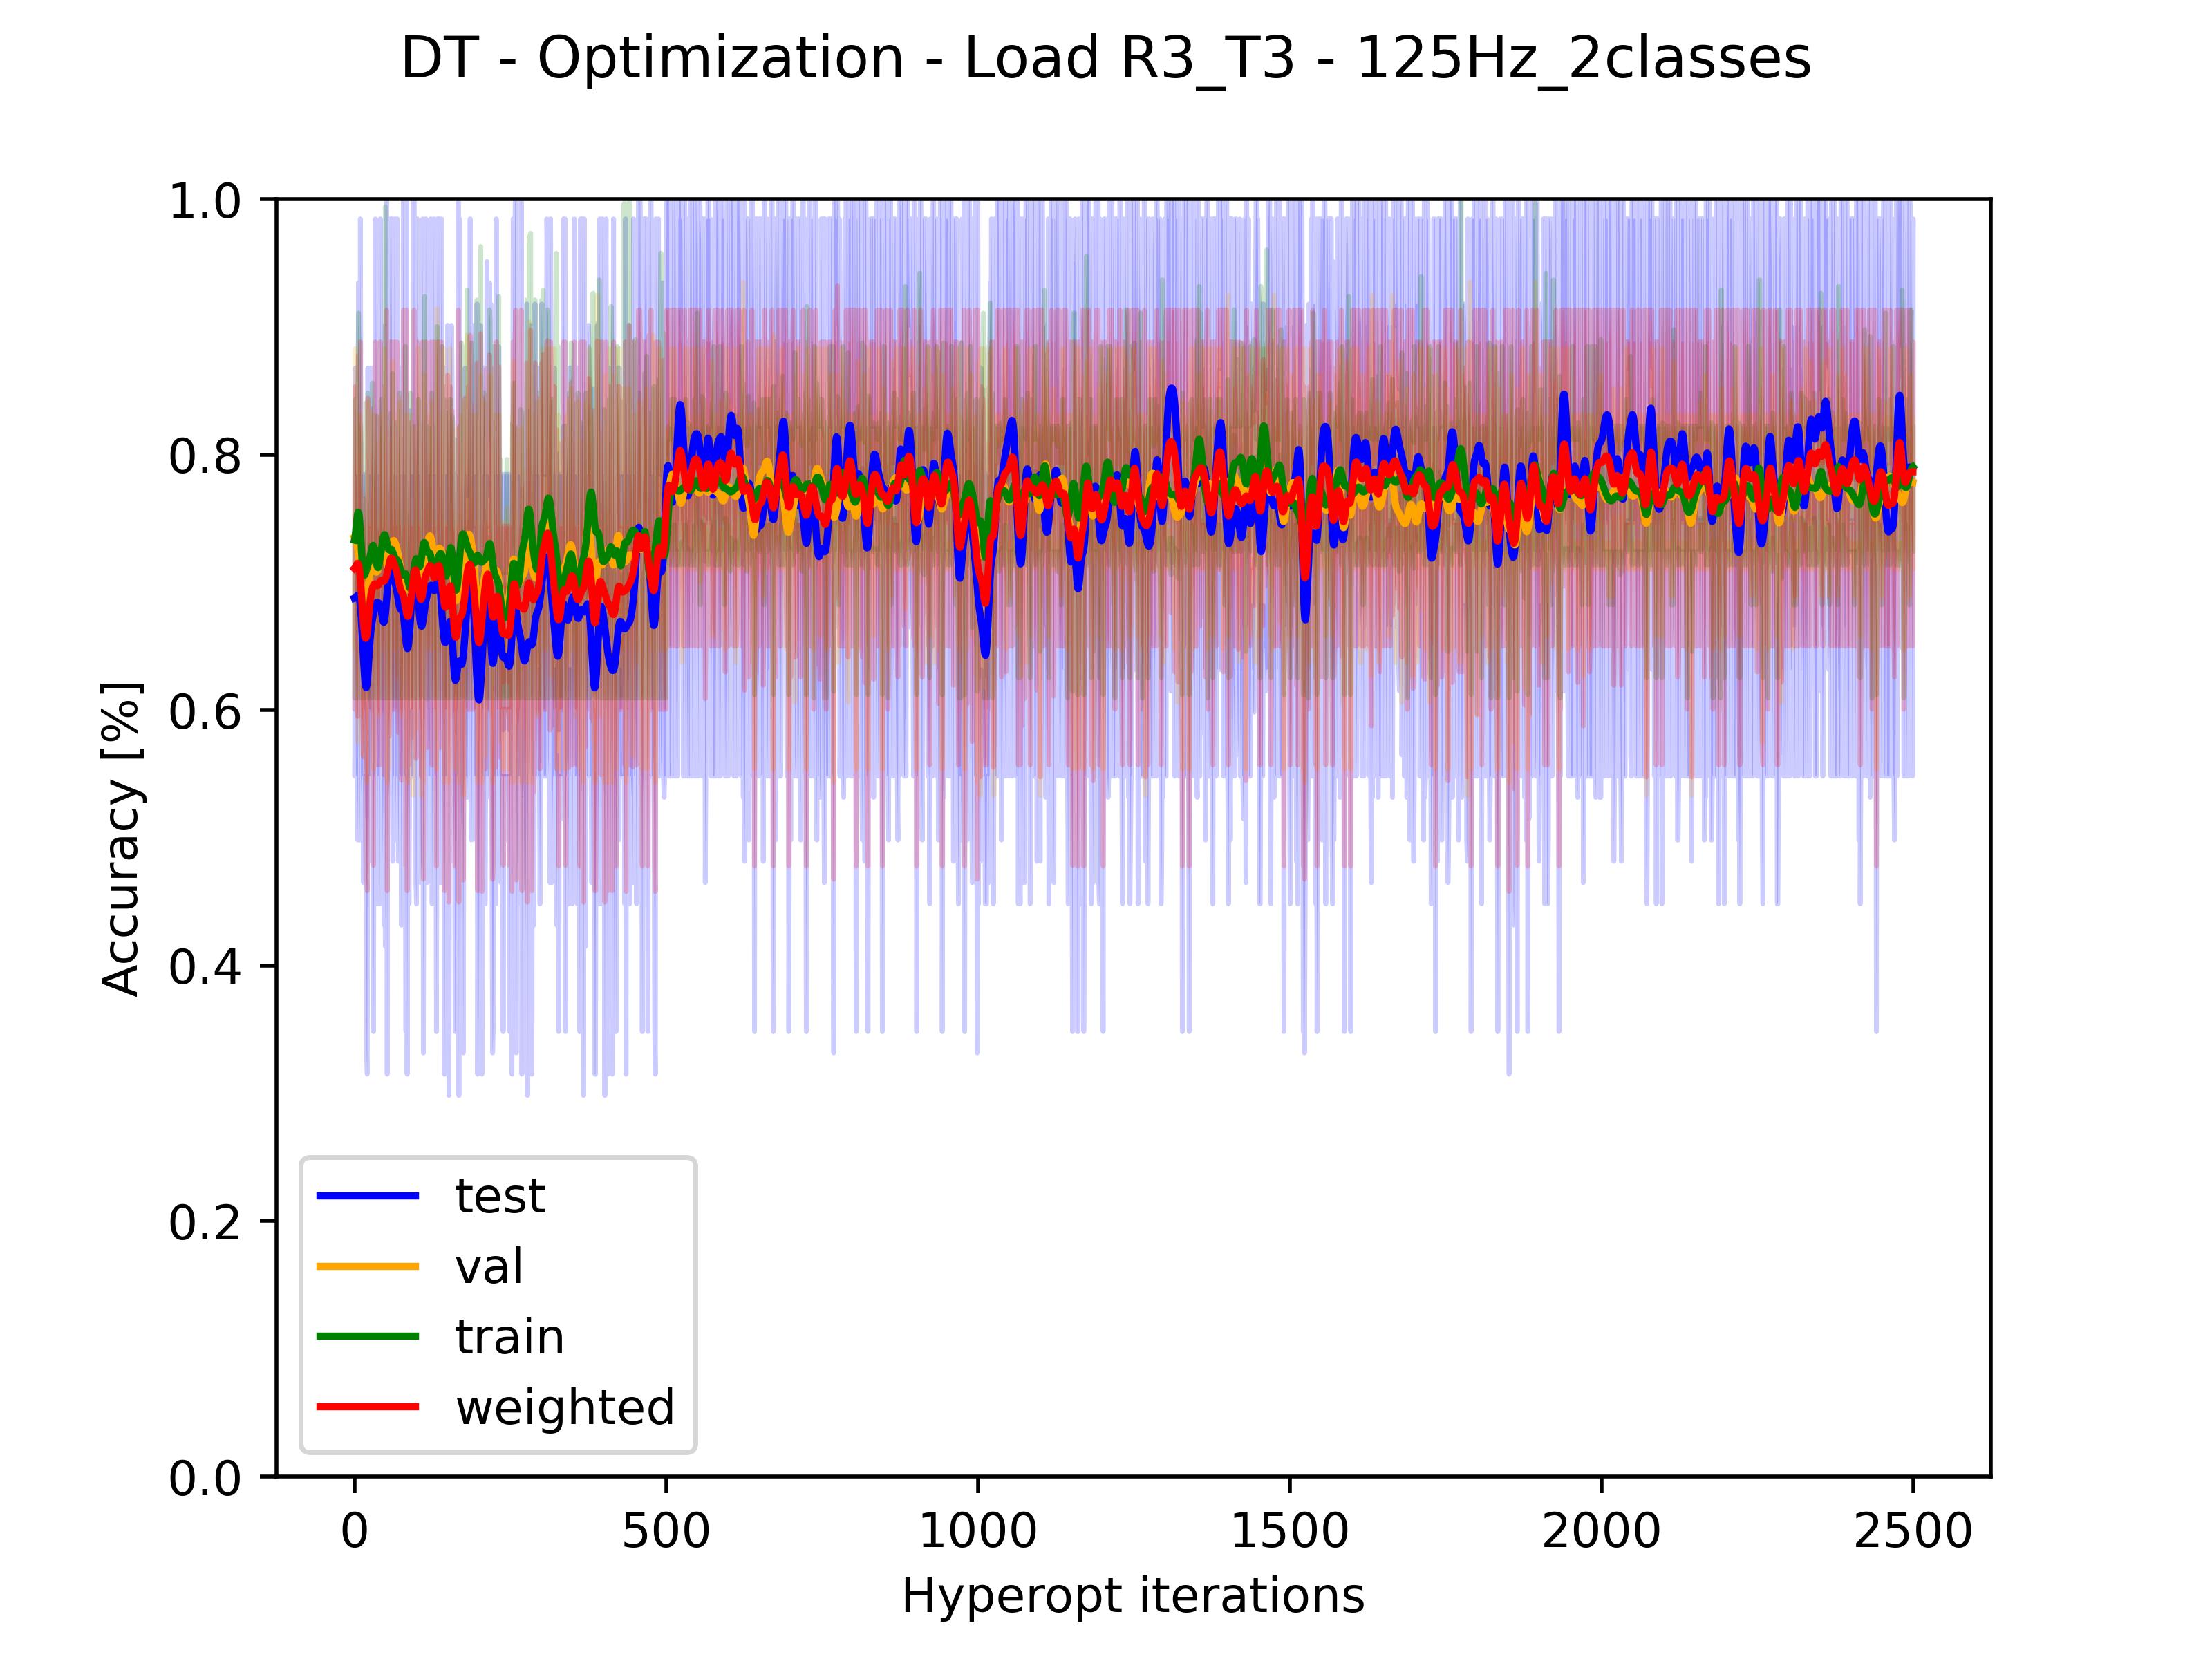 DT - Optimization - Load R3_T3 - 125Hz_2classes
1.0
0.8
0.6
0.4
0.2
0.0
Accuracy [%]
test
val
train
weighted
0 500 1000 1500 2000 2500
Hyperopt iterations